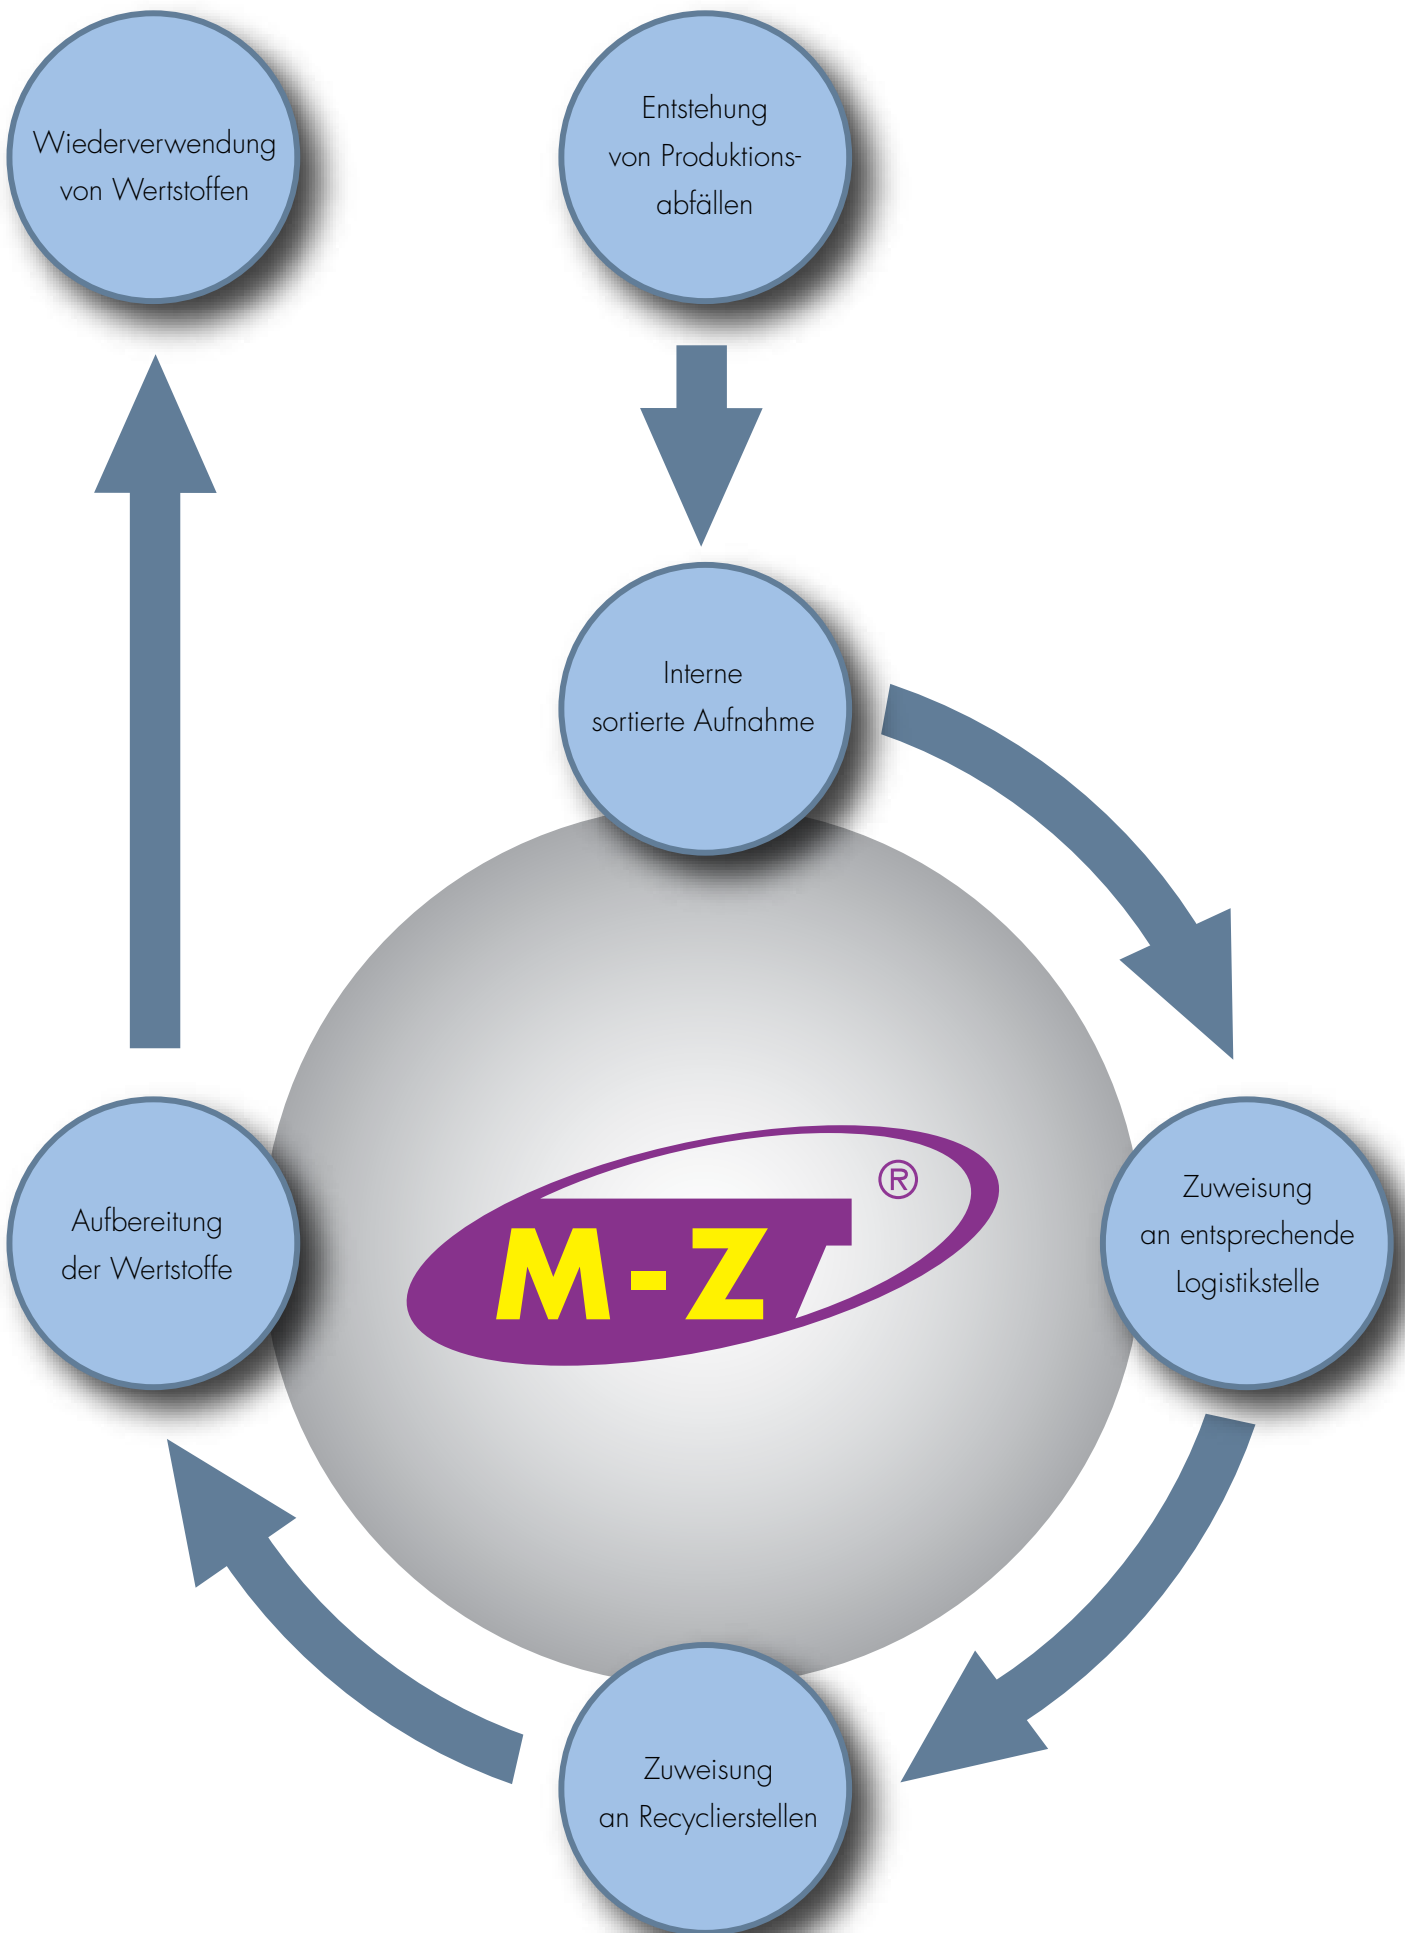 Wiederverwendung
von Wertstoffen
Entstehung
von Produktions-
abfällen
Interne
sortierte Aufnahme
Zuweisung
an entsprechende
Logistikstelle
Zuweisung
an Recyclierstellen
Aufbereitung
der Wertstoffe
M-Z ®